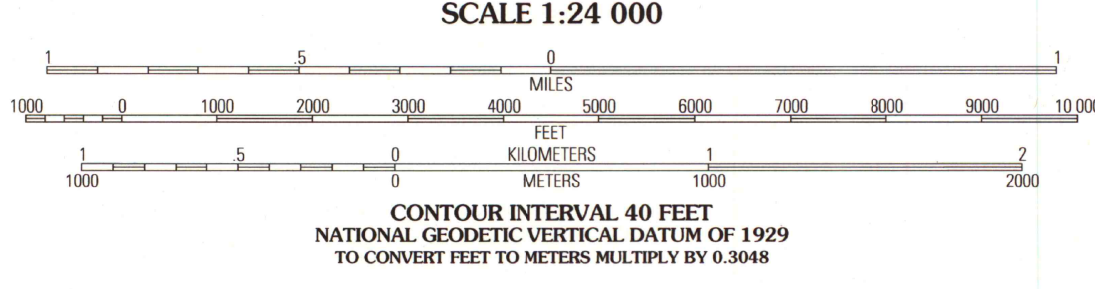 SCALE 1:24 000
1 .5 0 1
MILES
1000 0 1000 2000 3000 4000 5000 6000 7000 8000 9000 10 000
FEET
1 .5 0 KILOMETERS 1 2
1000 0 METERS 1000 2000
CONTOUR INTERVAL 40 FEET
NATIONAL GEODETIC VERTICAL DATUM OF 1929
TO CONVERT FEET TO METERS MULTIPLY BY 0.3048